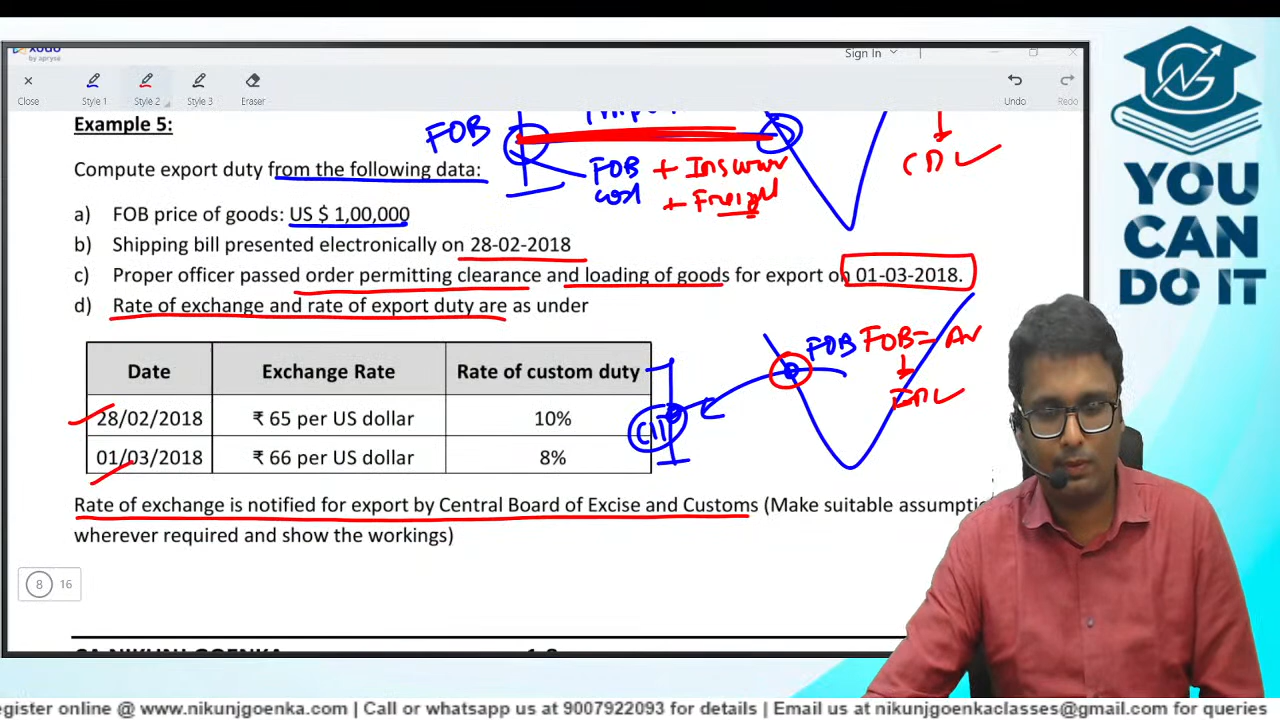 by apryse
Sign In
Close
Style 1
Style 2
Style 3
Eraser
Undo
Redo
Example 5:
FOB
FOB + Insuran
cost + Freight
CD ✓
Compute export duty from the following data:
a) FOB price of goods: US $ 1,00,000
b) Shipping bill presented electronically on 28-02-2018
c) Proper officer passed order permitting clearance and loading of goods for export on 01-03-2018.
d) Rate of exchange and rate of export duty are as under
FOB FOB = AV
Date Exchange Rate Rate of custom duty
28/02/2018 ₹ 65 per US dollar 10%
01/03/2018 ₹ 66 per US dollar 8%
Rate of exchange is notified for export by Central Board of Excise and Customs (Make suitable
wherever required and show the workings)
8 16
NG
YOU
CAN
DO IT
register online @ www.nikunjgoenka.com | Call or whatsapp us at 9007922093 for details | Email us at nikunjgoenkaclasses@gmail.com for queries